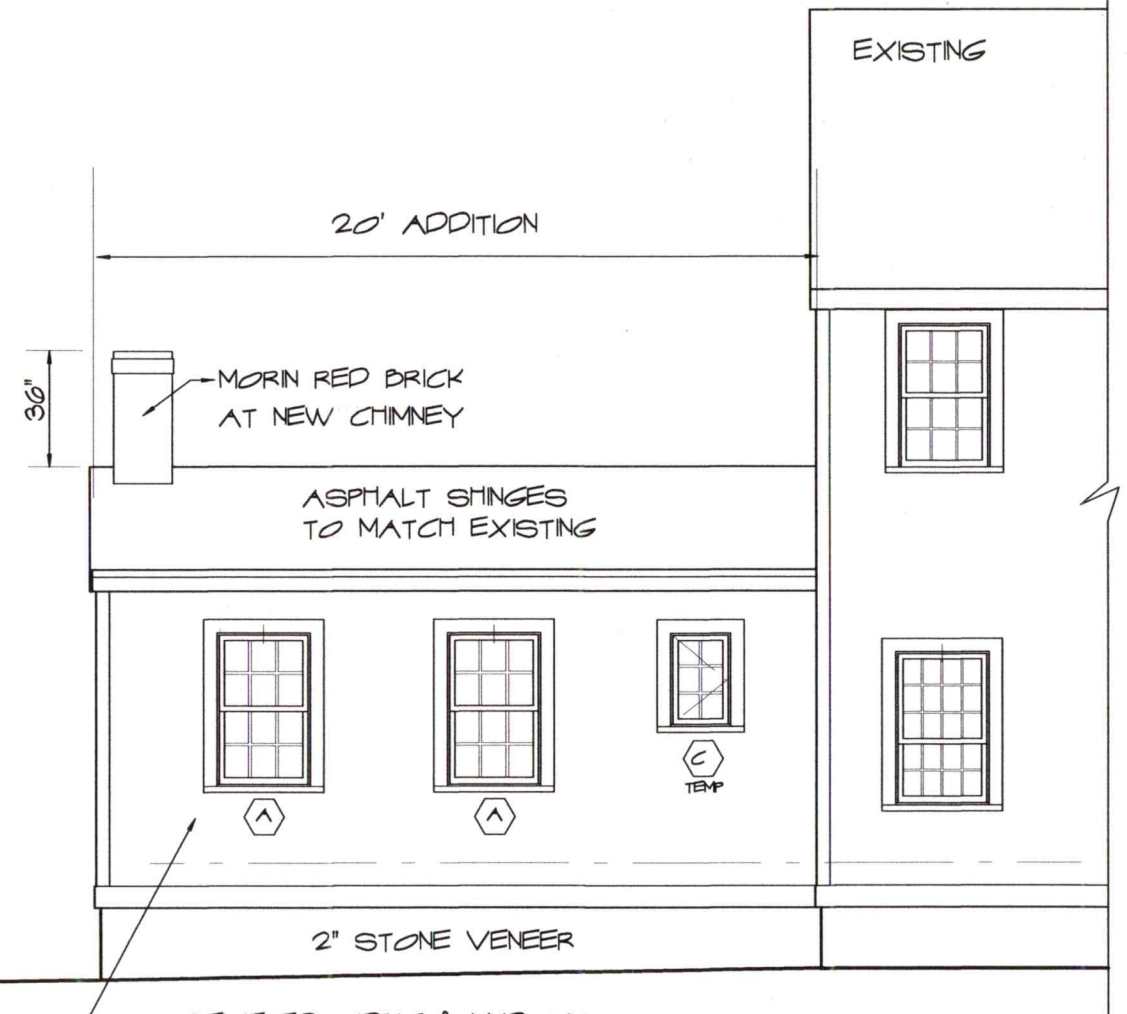 EXISTING
20' ADDITION
36"
MORIN RED BRICK
AT NEW CHIMNEY
ASPHALT SHINGES
TO MATCH EXISTING
C
TEMP
A
A
2" STONE VENEER